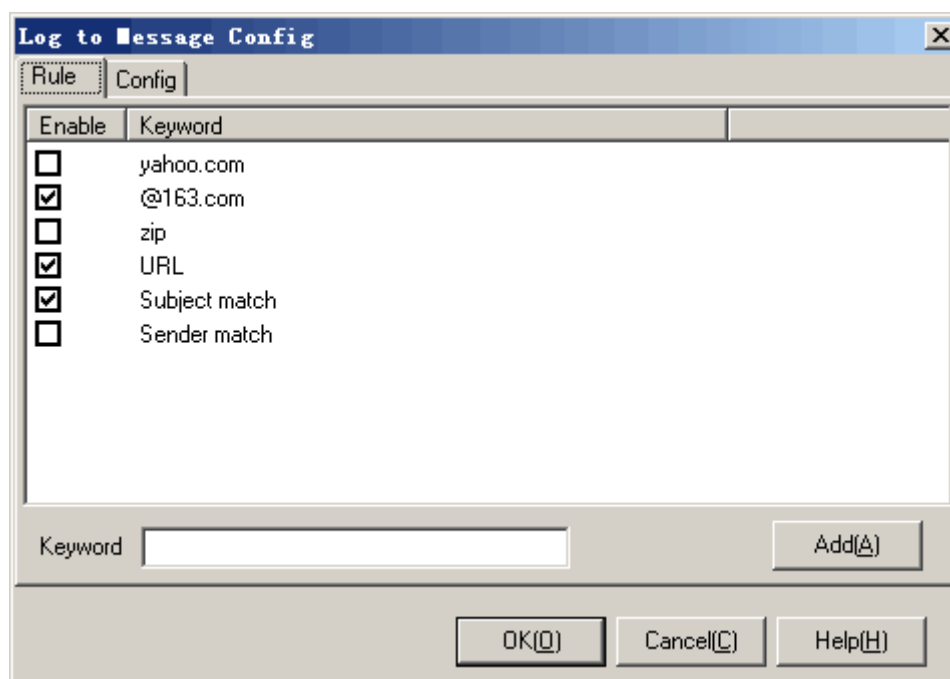 Log to Message Config
Rule Config
Enable Keyword
yahoo.com
@163.com
zip
URL
Subject match
Sender match
Keyword Add(A)
OK(O) Cancel(C) Help(H)